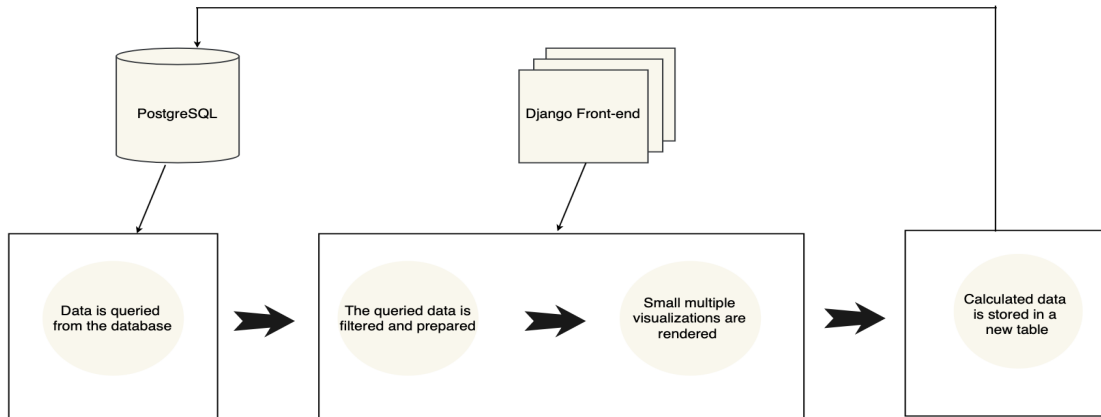 PostgreSQL
Django Front-end
Data is queried
from the database
The queried data is
filtered and prepared
Small multiple
visualizations are
rendered
Calculated data
is stored in a
new table